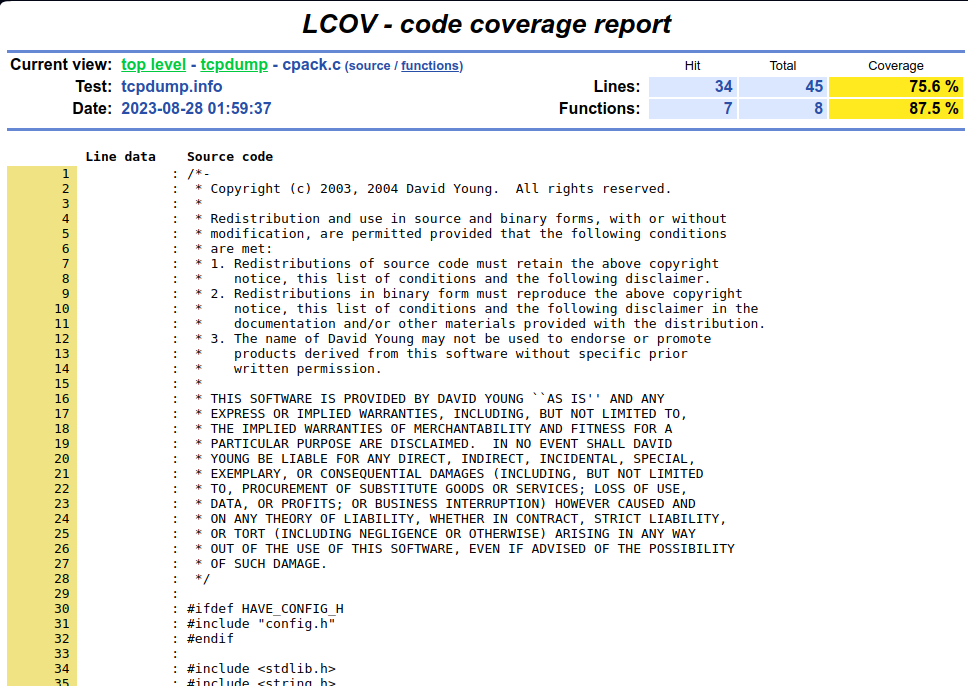 LCOV - code coverage report
Current view: top level - tcpdump - cpack.c (source / functions) Hit Total Coverage
Test: tcpdump.info Lines: 34 45 75.6 %
Date: 2023-08-28 01:59:37 Functions: 7 8 87.5 %
Line data Source code
1 : /*-
2 : * Copyright (c) 2003, 2004 David Young.  All rights reserved.
3 : *
4 : * Redistribution and use in source and binary forms, with or without
5 : * modification, are permitted provided that the following conditions
6 : * are met:
7 : * 1. Redistributions of source code must retain the above copyright
8 : *    notice, this list of conditions and the following disclaimer.
9 : * 2. Redistributions in binary form must reproduce the above copyright
10 : *    notice, this list of conditions and the following disclaimer in the
11 : *    documentation and/or other materials provided with the distribution.
12 : * 3. The name of David Young may not be used to endorse or promote
13 : *    products derived from this software without specific prior
14 : *    written permission.
15 : *
16 : * THIS SOFTWARE IS PROVIDED BY DAVID YOUNG ``AS IS'' AND ANY
17 : * EXPRESS OR IMPLIED WARRANTIES, INCLUDING, BUT NOT LIMITED TO,
18 : * THE IMPLIED WARRANTIES OF MERCHANTABILITY AND FITNESS FOR A
19 : * PARTICULAR PURPOSE ARE DISCLAIMED.  IN NO EVENT SHALL DAVID
20 : * YOUNG BE LIABLE FOR ANY DIRECT, INDIRECT, INCIDENTAL, SPECIAL,
21 : * EXEMPLARY, OR CONSEQUENTIAL DAMAGES (INCLUDING, BUT NOT LIMITED
22 : * TO, PROCUREMENT OF SUBSTITUTE GOODS OR SERVICES; LOSS OF USE,
23 : * DATA, OR PROFITS; OR BUSINESS INTERRUPTION) HOWEVER CAUSED AND
24 : * ON ANY THEORY OF LIABILITY, WHETHER IN CONTRACT, STRICT LIABILITY,
25 : * OR TORT (INCLUDING NEGLIGENCE OR OTHERWISE) ARISING IN ANY WAY
26 : * OUT OF THE USE OF THIS SOFTWARE, EVEN IF ADVISED OF THE POSSIBILITY
27 : * OF SUCH DAMAGE.
28 : */
29 :
30 : #ifdef HAVE_CONFIG_H
31 : #include "config.h"
32 : #endif
33 :
34 : #include <stdlib.h>
35 : #include <string.h>